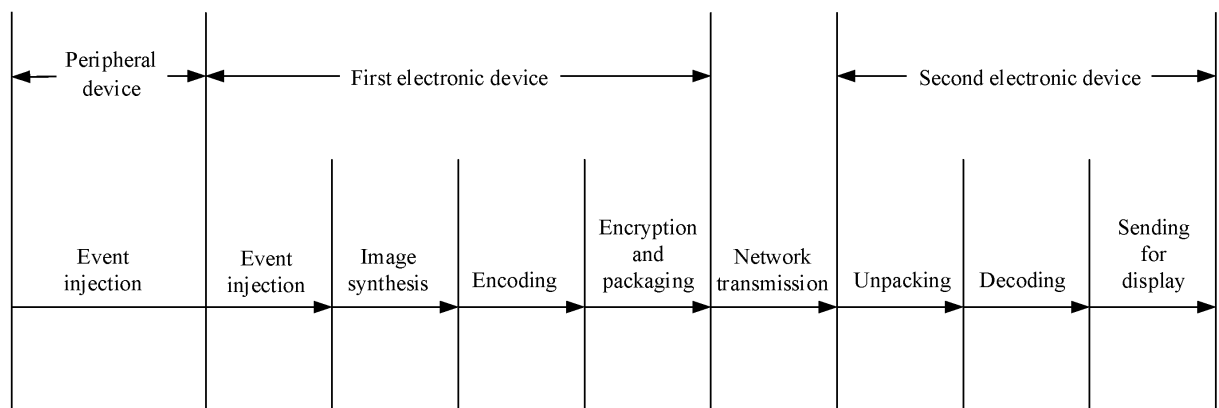 Peripheral
device
First electronic device
Second electronic device
Event
injection
Event
injection
Image
synthesis
Encoding
Encryption
and
packaging
Network
transmission
Unpacking
Decoding
Sending
for
display